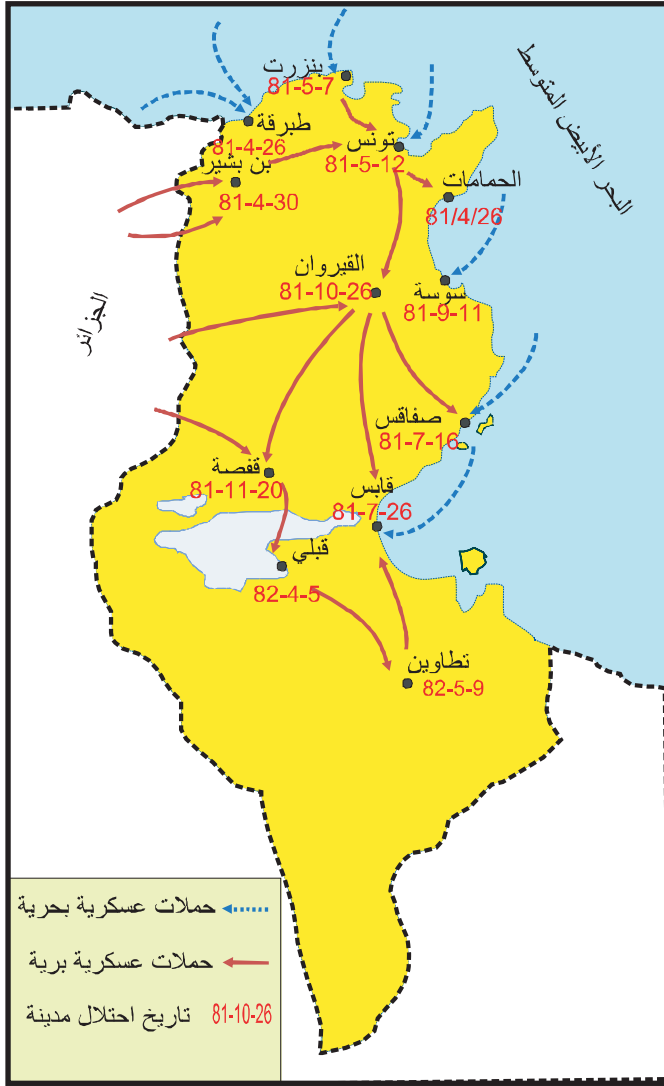 البحر الأبيض المتوسط
الجزائر
بنزرت
81-5-7
طبرقة
81-4-26
تونس
81-5-12
بن بشير
81-4-30
الحمامات
81/4/26
القيروان
81-10-26
سوسة
81-9-11
صفاقس
81-7-16
قفصة
81-11-20
قابس
81-7-26
قبلي
82-4-5
تطاوين
82-5-9
حملات عسكرية بحرية
حملات عسكرية برية
81-10-26 تاريخ احتلال مدينة